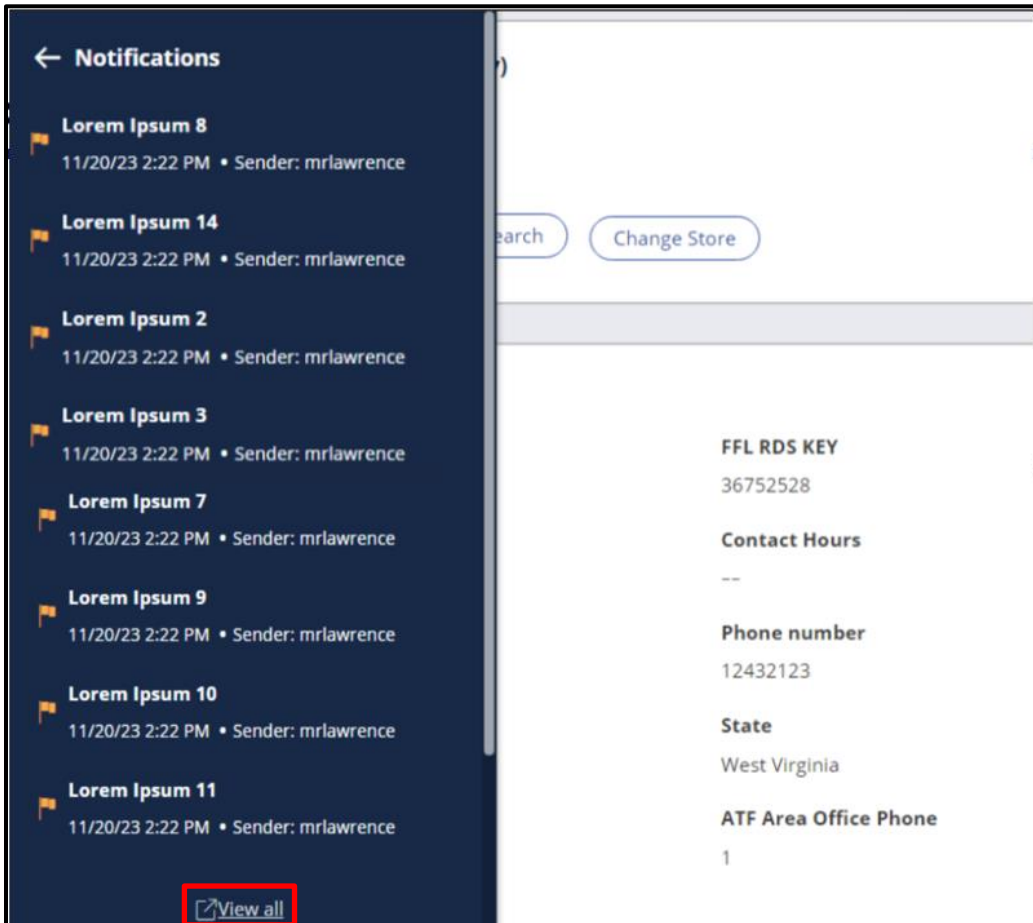 Notifications
Lorem Ipsum 8
11/20/23 2:22 PM • Sender: mrlawrence
Lorem Ipsum 14
11/20/23 2:22 PM • Sender: mrlawrence
Lorem Ipsum 2
11/20/23 2:22 PM • Sender: mrlawrence
Lorem Ipsum 3
11/20/23 2:22 PM • Sender: mrlawrence
Lorem Ipsum 7
11/20/23 2:22 PM • Sender: mrlawrence
Lorem Ipsum 9
11/20/23 2:22 PM • Sender: mrlawrence
Lorem Ipsum 10
11/20/23 2:22 PM • Sender: mrlawrence
Lorem Ipsum 11
11/20/23 2:22 PM • Sender: mrlawrence
View all
Change Store
FFL RDS KEY
36752528
Contact Hours
--
Phone number
12432123
State
West Virginia
ATF Area Office Phone
1